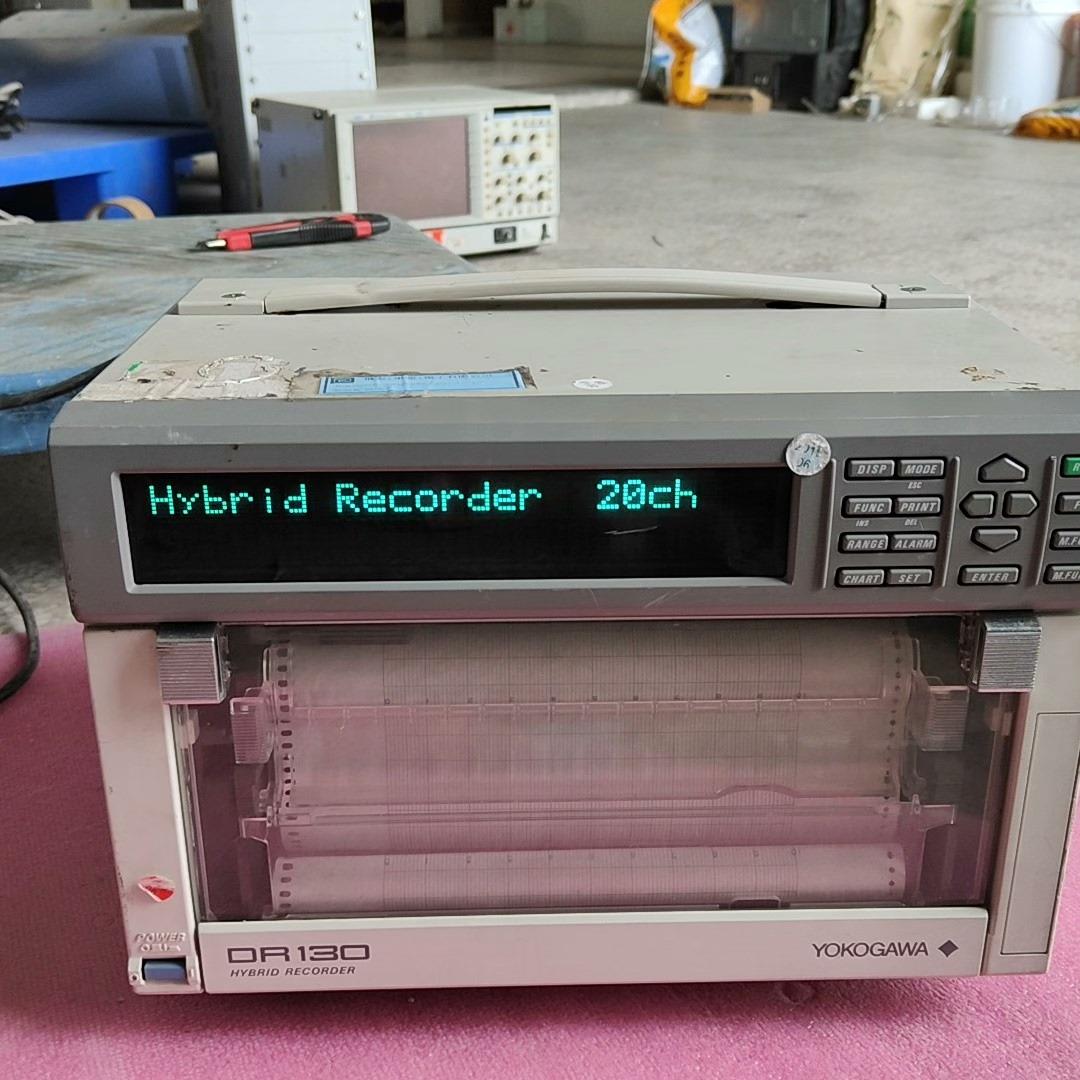 Hybrid Recorder 20ch
DISP MODE
ESC
FUNC PRINT
INS DEL
RANGE ALARM
CHART SET
ENTER
POWER
DR130
HYBRID RECORDER
YOKOGAWA